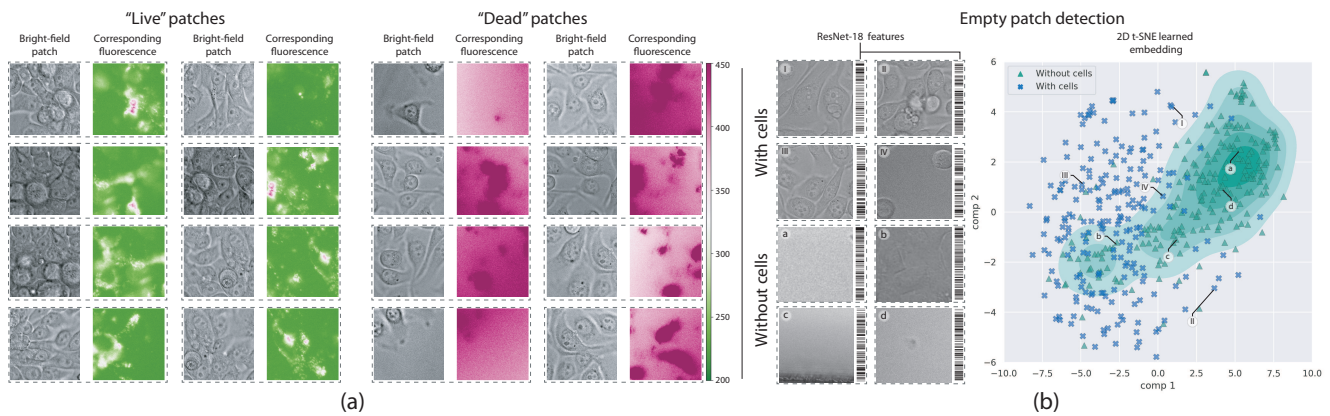 “Live” patches
“Dead” patches
Empty patch detection
Bright-field patch
Corresponding fluorescence
Bright-field patch
Corresponding fluorescence
Bright-field patch
Corresponding fluorescence
Bright-field patch
Corresponding fluorescence
ResNet-18 features
2D t-SNE learned embedding
450
400
350
300
250
200
With cells
Without cells
I
II
III
IV
a
b
c
d
Without cells
With cells
6
4
2
0
−2
−4
−6
comp 2
I
III
IV
a
d
b
c
II
−10.0
−7.5
−5.0
−2.5
0.0
2.5
5.0
7.5
10.0
comp 1
(a)
(b)